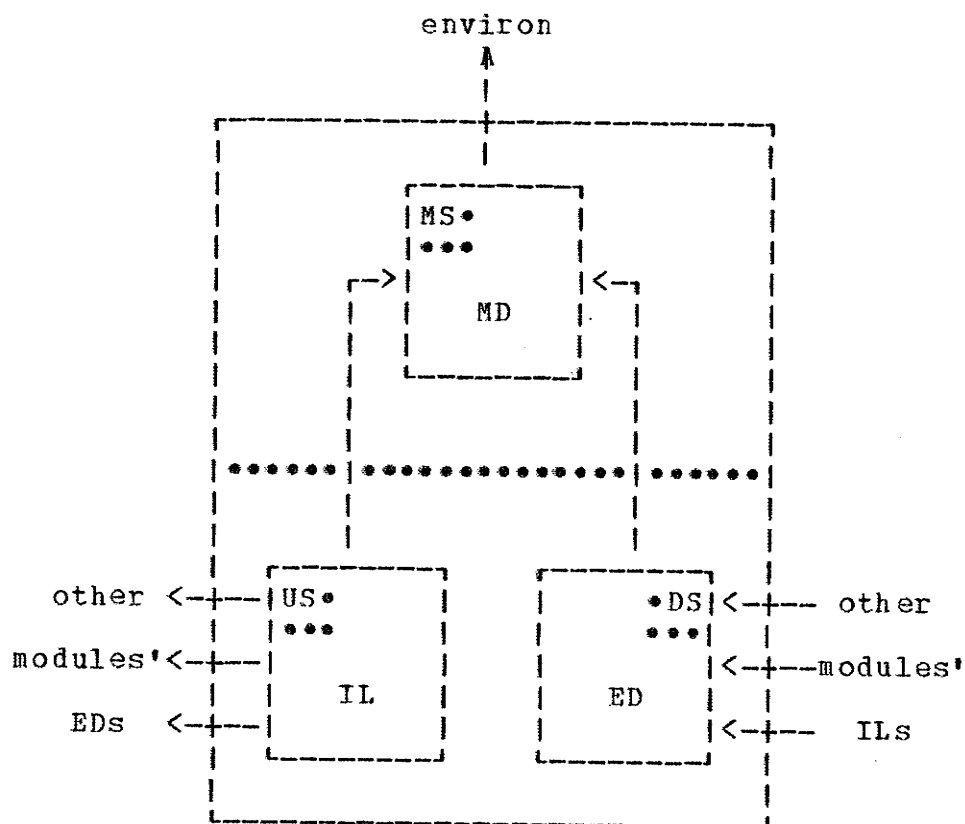 environ
MS
MD
other US DS other
modules' modules'
IL ED
EDs ILs